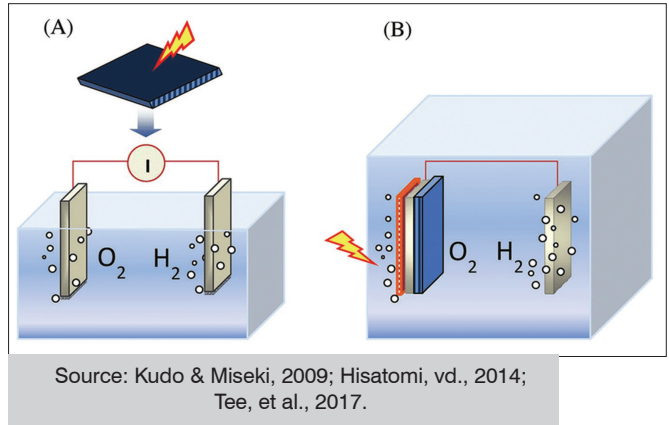 (A)
(B)
I
O2 H2
O2 H2
Source: Kudo & Miseki, 2009; Hisatomi, vd., 2014;
Tee, et al., 2017.